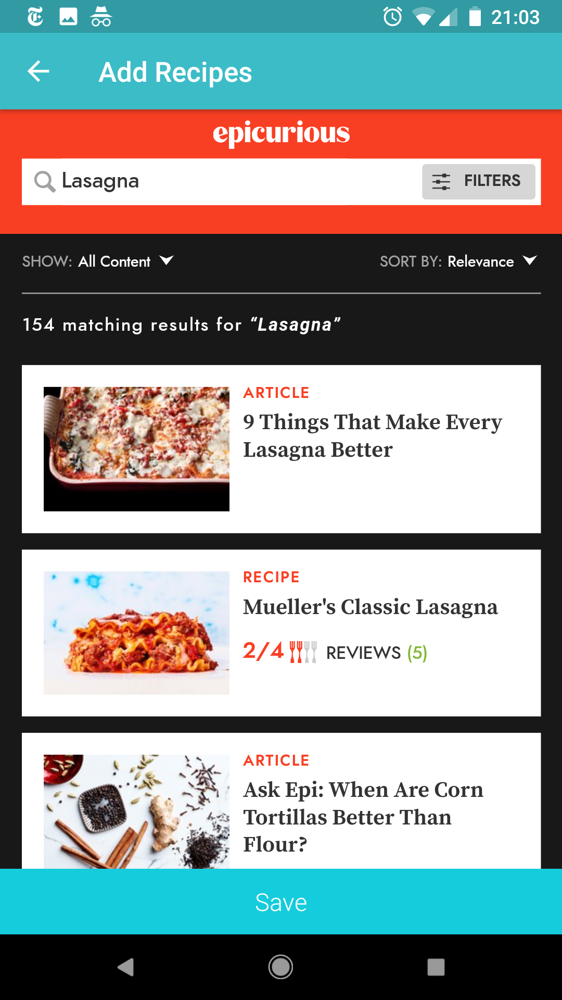 21:03
Add Recipes
epicurious
Lasagna
FILTERS
SHOW: All Content
SORT BY: Relevance
154 matching results for “Lasagna”
ARTICLE
9 Things That Make Every
Lasagna Better
RECIPE
Mueller's Classic Lasagna
2/4 REVIEWS (5)
ARTICLE
Ask Epi: When Are Corn
Tortillas Better Than
Flour?
Save